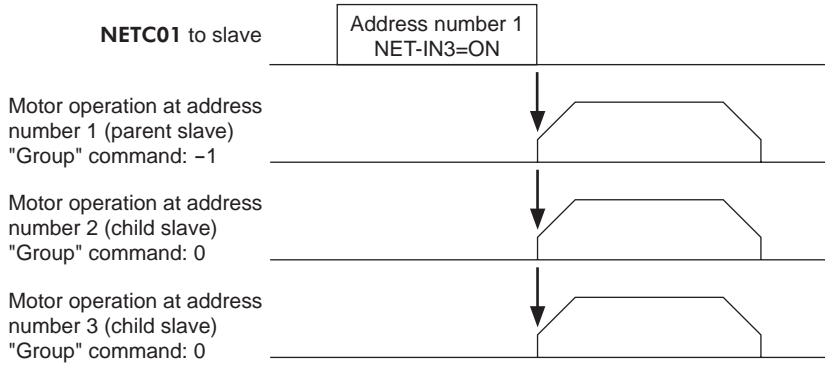 NETC01 to slave
Address number 1
NET-IN3=ON
Motor operation at address
number 1 (parent slave)
"Group" command: −1
Motor operation at address
number 2 (child slave)
"Group" command: 0
Motor operation at address
number 3 (child slave)
"Group" command: 0